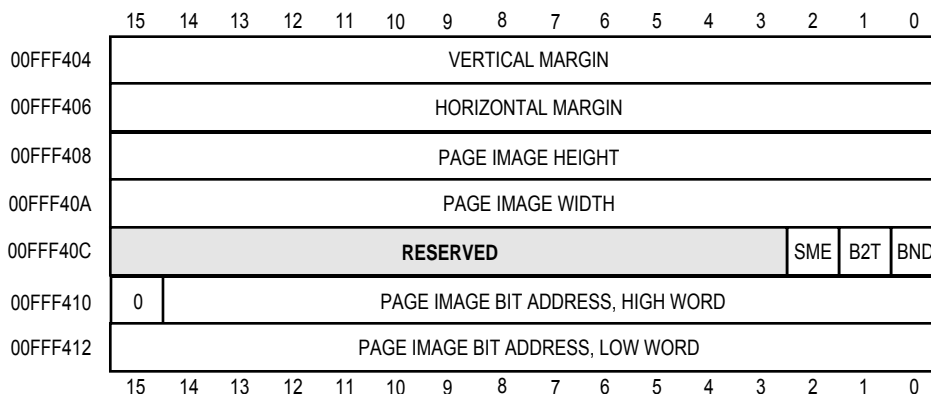 15 14 13 12 11 10 9 8 7 6 5 4 3 2 1 0
00FFF404 VERTICAL MARGIN
00FFF406 HORIZONTAL MARGIN
00FFF408 PAGE IMAGE HEIGHT
00FFF40A PAGE IMAGE WIDTH
00FFF40C RESERVED SME B2T BND
00FFF410 0 PAGE IMAGE BIT ADDRESS, HIGH WORD
00FFF412 PAGE IMAGE BIT ADDRESS, LOW WORD
15 14 13 12 11 10 9 8 7 6 5 4 3 2 1 0